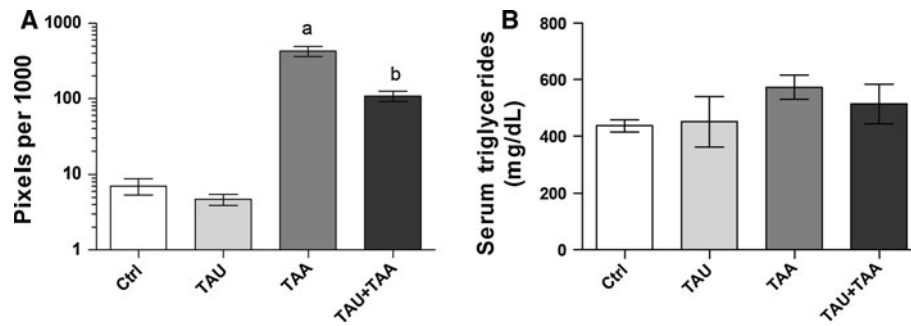 A
Pixels per 1000
1000
100
10
1
a
b
Ctrl
TAU
TAA
TAU+TAA
B
Serum triglycerides
(mg/dL)
800
600
400
200
0
Ctrl
TAU
TAA
TAU+TAA